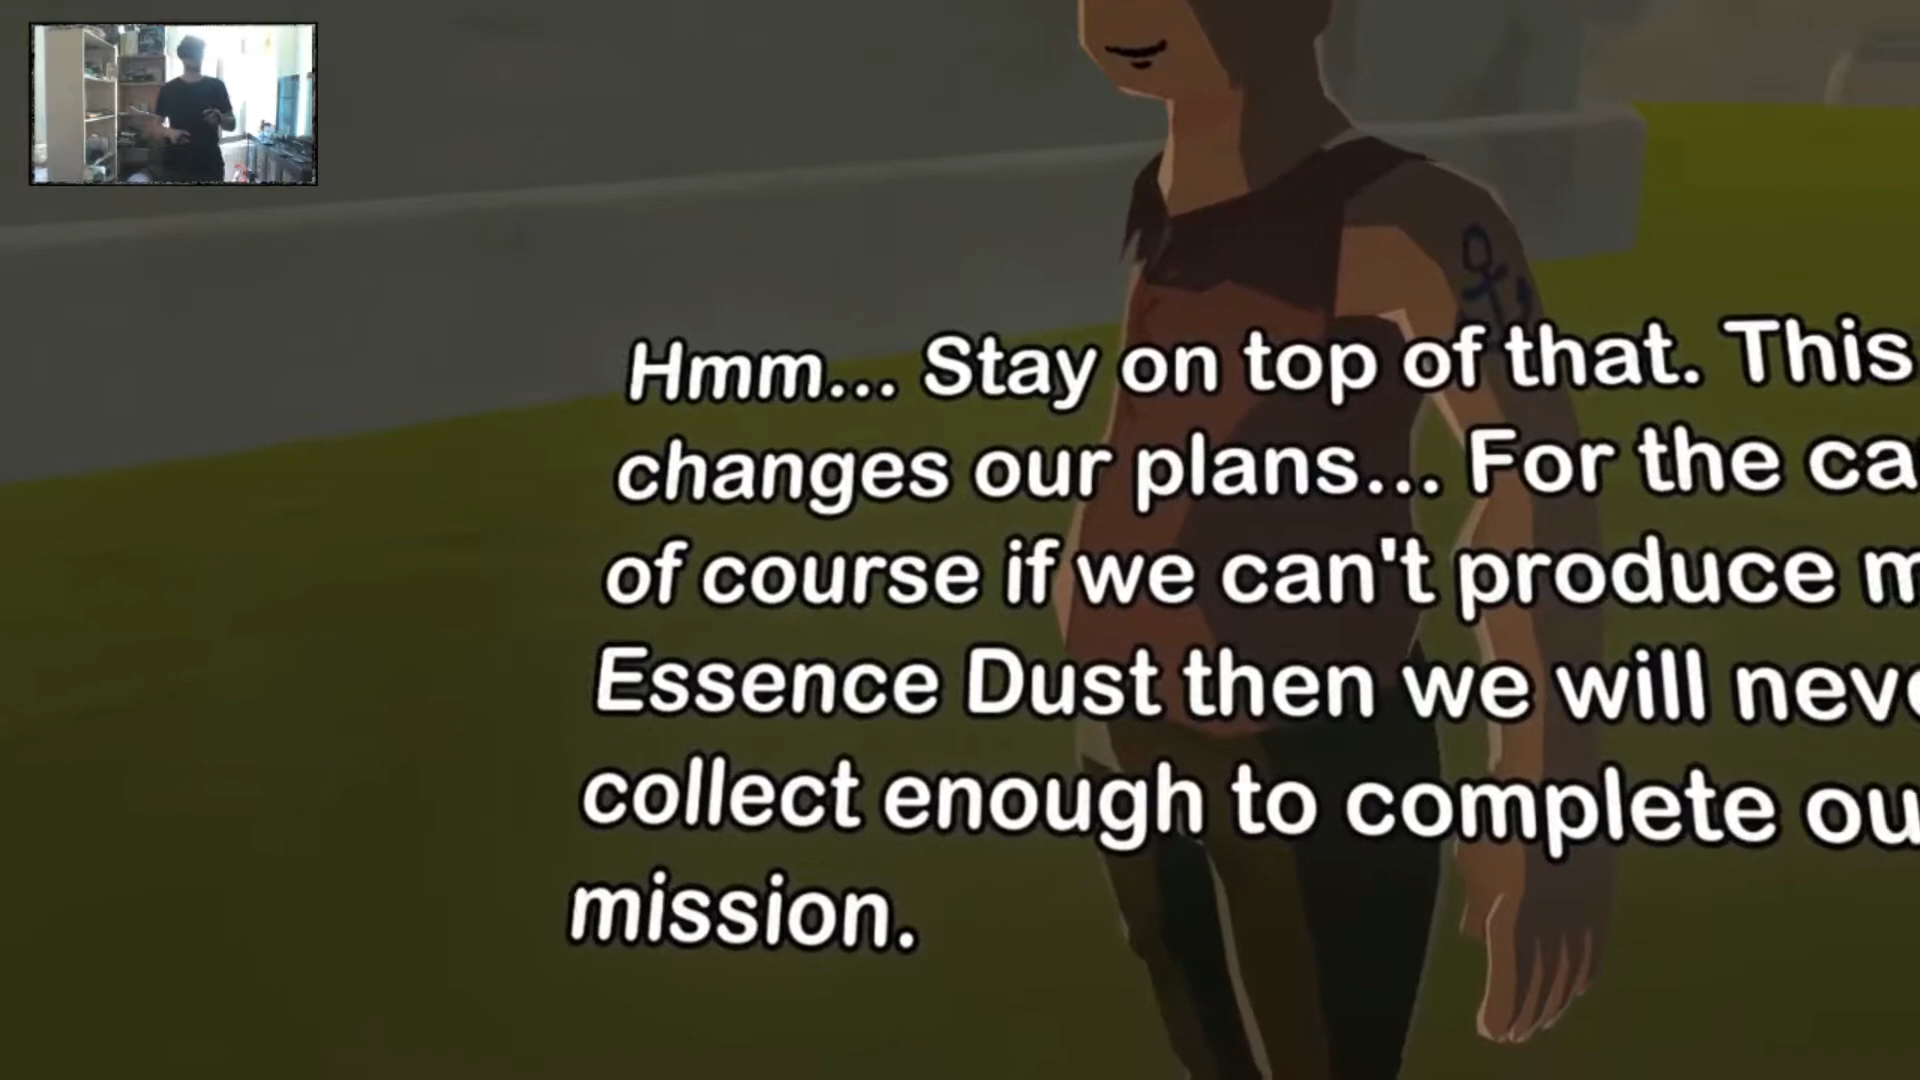 Hmm... Stay on top of that. This
changes our plans... For the
of course if we can't produce
Essence Dust then we will
collect enough to complete
mission.